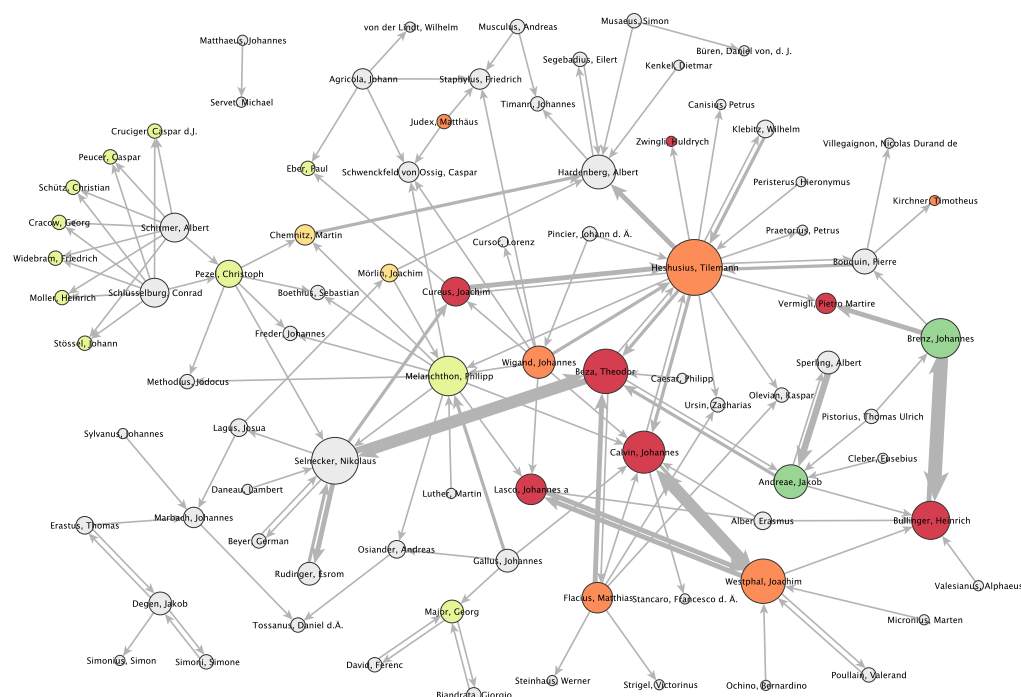 von der Lindt, Wilhelm
Musculus, Andreas
Musaeus, Simon
Matthaeus, Johannes
Büren, Daniel von, d. J.
Segebadius, Eilert
Kenkel, Dietmar
Agricola, Johann
Staphylus, Friedrich
Servet, Michael
Timann, Johannes
Canisius, Petrus
Judex, Matthäus
Klebitz, Wilhelm
Cruciger, Caspar d.J.
Zwingli, Huldrych
Villegaignon, Nicolas Durand de
Peucer, Caspar
Eber, Paul
Schwenckfeld von Ossig, Caspar
Hardenberg, Albert
Peristerus, Hieronymus
Schütz, Christian
Kirchner, Timotheus
Cracow, Georg
Schirmer, Albert
Chemnitz, Martin
Cursor, Lorenz
Pincier, Johann d. Ä.
Praetorius, Petrus
Widebram, Friedrich
Pezel, Christoph
Mörlin, Joachim
Heshusius, Tilemann
Bouquin, Pierre
Moller, Heinrich
Schlüsselburg, Conrad
Boethius, Sebastian
Cureus, Joachim
Vermigli, Pietro Martire
Freder, Johannes
Stössel, Johann
Brenz, Johannes
Wigand, Johannes
Sperling, Albert
Methodius, Jodocus
Melanchthon, Philipp
Beza, Theodor
Caesar, Philipp
Olevian, Kaspar
Ursin, Zacharias
Pistorius, Thomas Ulrich
Lagus, Josua
Sylvanus, Johannes
Selnecker, Nikolaus
Calvin, Johannes
Cleber, Eusebius
Daneau, Lambert
Luther, Martin
Lasco, Johannes a
Andreae, Jakob
Erastus, Thomas
Marbach, Johannes
Alber, Erasmus
Bullinger, Heinrich
Beyer, German
Osiander, Andreas
Gallus, Johannes
Rudinger, Esrom
Westphal, Joachim
Valesianus, Alphaeus
Degen, Jakob
Flacius, Matthias
Stancaro, Francesco d. Ä.
Major, Georg
Tossanus, Daniel d.Ä.
Micronius, Marten
Simonius, Simon
Simoni, Simone
David, Ferenc
Poullain, Valerand
Steinhaus, Werner
Strigel, Victorinus
Ochino, Bernardino
Biandrata, Giorgio